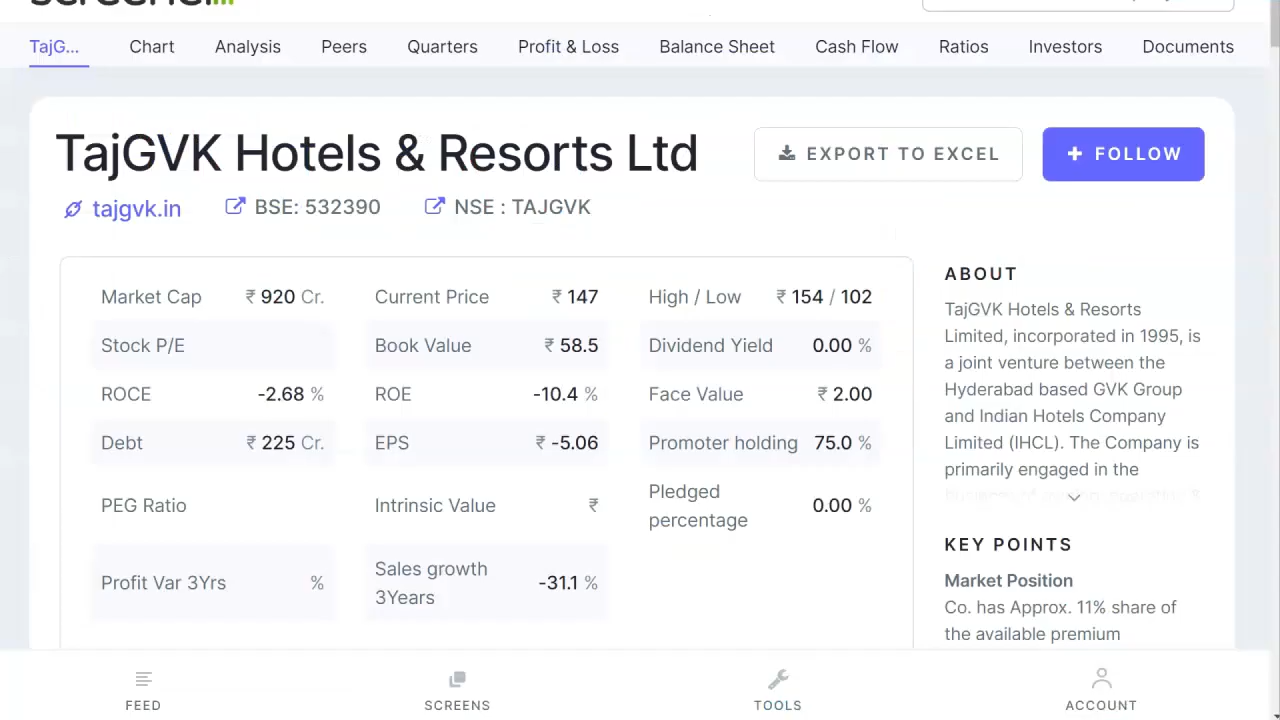 TajG... Chart Analysis Peers Quarters Profit & Loss Balance Sheet Cash Flow Ratios Investors Documents
TajGVK Hotels & Resorts Ltd
EXPORT TO EXCEL
FOLLOW
tajgvk.in BSE: 532390 NSE : TAJGVK
Market Cap ₹ 920 Cr. Current Price ₹ 147 High / Low ₹ 154 / 102
Stock P/E Book Value ₹ 58.5 Dividend Yield 0.00 %
ROCE -2.68 % ROE -10.4 % Face Value ₹ 2.00
Debt ₹ 225 Cr. EPS ₹ -5.06 Promoter holding 75.0 %
PEG Ratio Intrinsic Value ₹ Pledged percentage 0.00 %
Profit Var 3Yrs % Sales growth 3Years -31.1 %
ABOUT
TajGVK Hotels & Resorts
Limited, incorporated in 1995, is
a joint venture between the
Hyderabad based GVK Group
and Indian Hotels Company
Limited (IHCL). The Company is
primarily engaged in the
KEY POINTS
Market Position
Co. has Approx. 11% share of
the available premium
FEED SCREENS TOOLS ACCOUNT